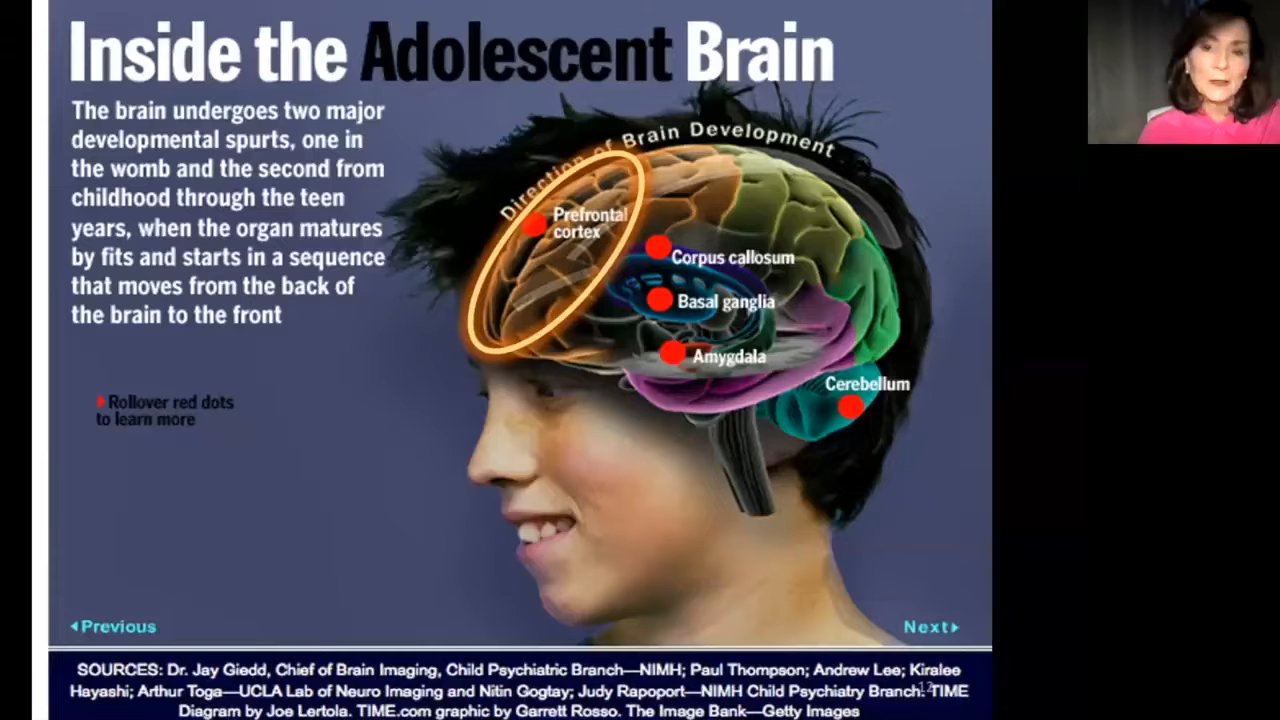 Inside the Adolescent Brain
The brain undergoes two major
developmental spurts, one in
the womb and the second from
childhood through the teen
years, when the organ matures
by fits and starts in a sequence
that moves from the back of
the brain to the front
Rollover red dots
to learn more
Direction of Brain Development
Prefrontal
cortex
Corpus callosum
Basal ganglia
Amygdala
Cerebellum
Previous
Next
SOURCES: Dr. Jay Giedd, Chief of Brain Imaging, Child Psychiatric Branch—NIMH; Paul Thompson; Andrew Lee; Kiralee
Hayashi; Arthur Toga—UCLA Lab of Neuro Imaging and Nitin Gogtay; Judy Rapoport—NIMH Child Psychiatry Branch. TIME
Diagram by Joe Lertola. TIME.com graphic by Garrett Rosso. The Image Bank—Getty Images
12